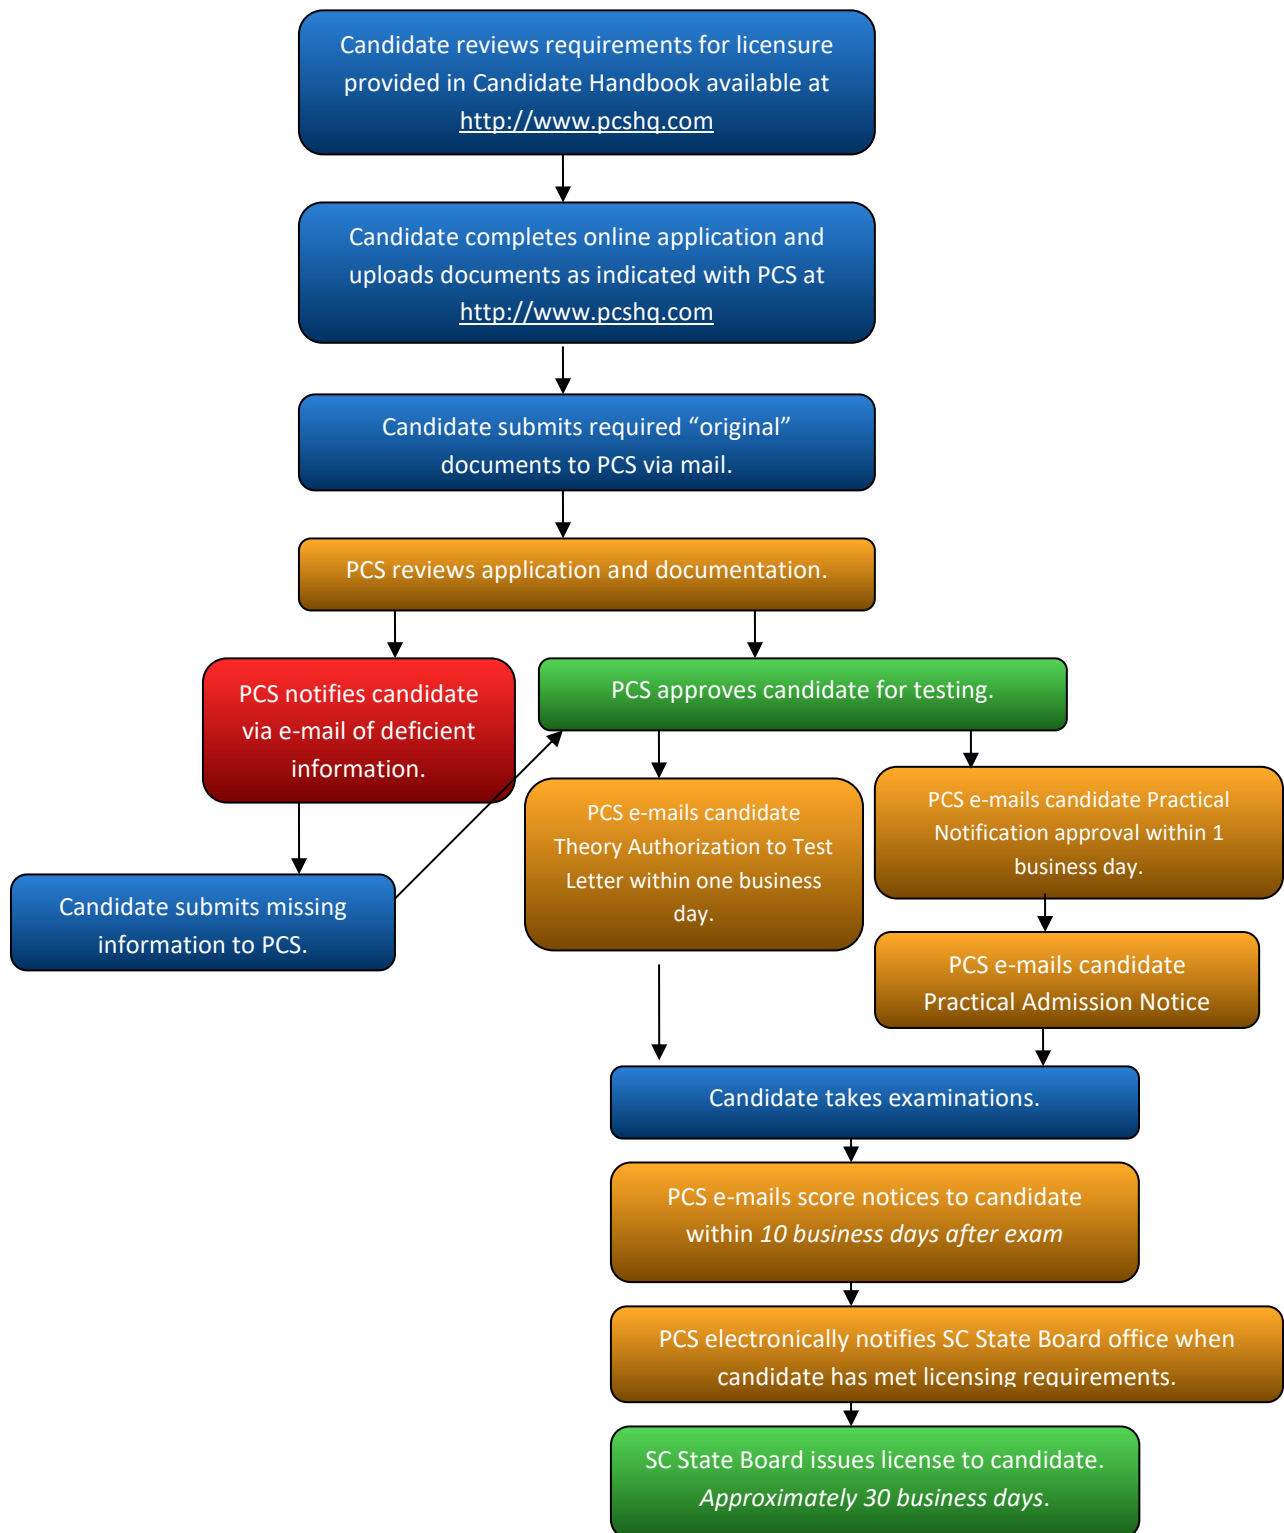 Candidate reviews requirements for licensure
provided in Candidate Handbook available at
http://www.pcshq.com
Candidate completes online application and
uploads documents as indicated with PCS at
http://www.pcshq.com
Candidate submits required “original”
documents to PCS via mail.
PCS reviews application and documentation.
PCS notifies candidate
via e-mail of deficient
information.
PCS approves candidate for testing.
Candidate submits missing
information to PCS.
PCS e-mails candidate
Theory Authorization to Test
Letter within one business
day.
PCS e-mails candidate Practical
Notification approval within 1
business day.
PCS e-mails candidate
Practical Admission Notice
Candidate takes examinations.
PCS e-mails score notices to candidate
within 10 business days after exam
PCS electronically notifies SC State Board office when
candidate has met licensing requirements.
SC State Board issues license to candidate.
Approximately 30 business days.